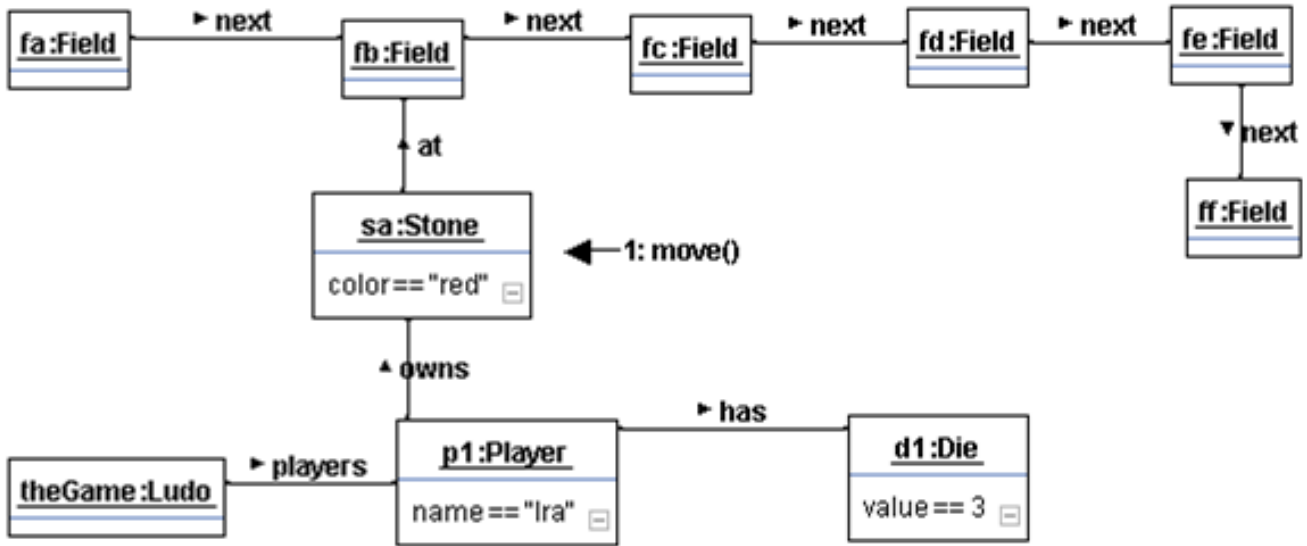 fa:Field
next
fb:Field
next
fc:Field
next
fd:Field
next
fe:Field
next
ff:Field
at
sa:Stone
color=="red"
1: move()
owns
theGame:Ludo
players
p1:Player
name=="Ira"
has
d1:Die
value==3